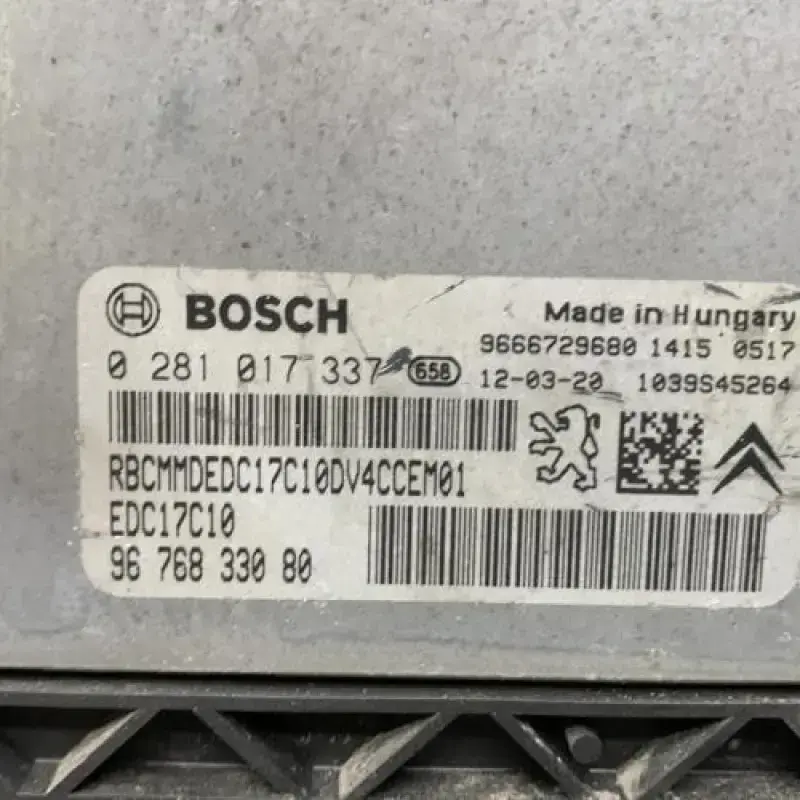 BOSCH
Made in Hungary
9666729680 1415 0517
0 281 017 337 658 12-03-20 1039S45264
RBCMMDEDC17C10DV4CCEM01
EDC17C10
96 768 330 80